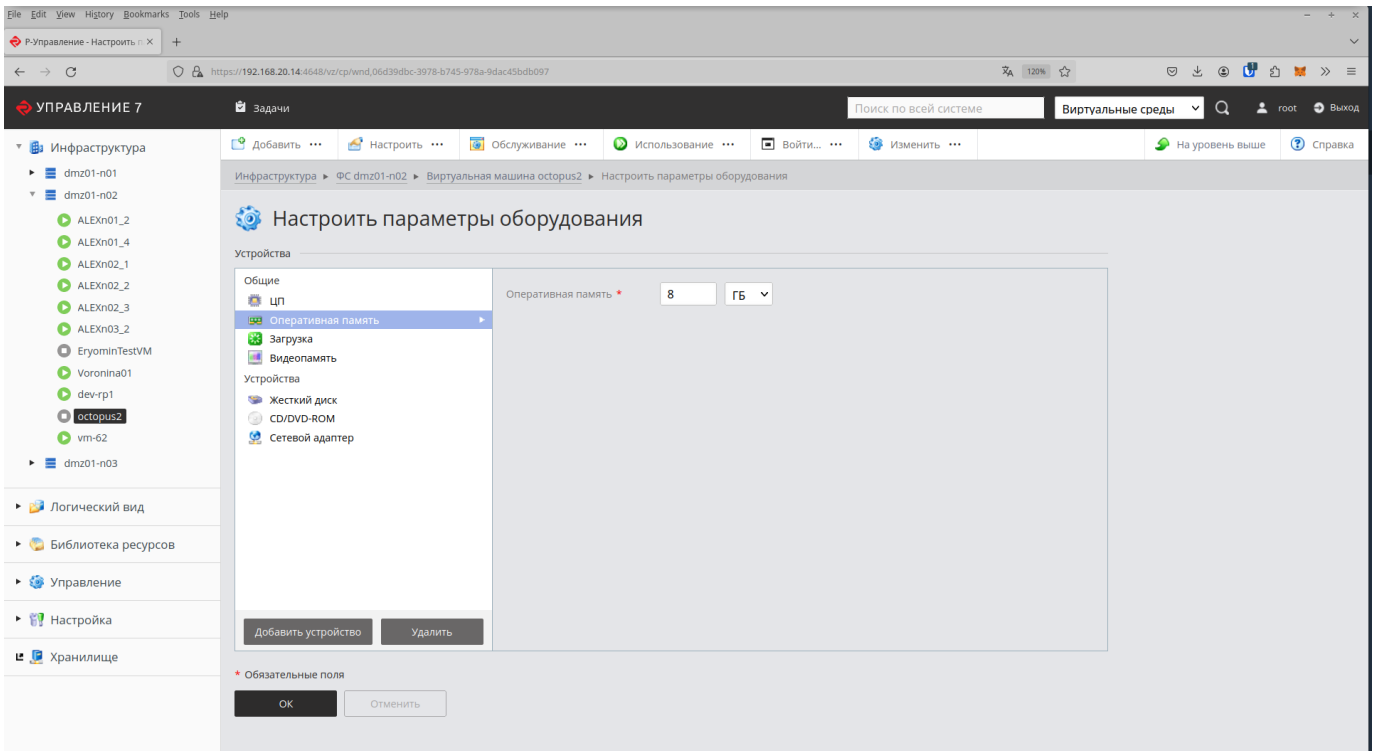 File Edit View History Bookmarks Tools Help
Р-Управление - Настроить п
https://192.168.20.14:4648/vz/cp/wnd,06d39dbc-3978-b745-978a-9dac45bdb097 120%
УПРАВЛЕНИЕ 7 Задачи Поиск по всей системе Виртуальные среды root Выход
Добавить ••• Настроить ••• Обслуживание ••• Использование ••• Войти... ••• Изменить ••• На уровень выше Справка
Инфраструктура ФС dmz01-n02 Виртуальная машина octopus2 Настроить параметры оборудования
Инфраструктура
dmz01-n01
dmz01-n02
ALEXn01_2
ALEXn01_4
ALEXn02_1
ALEXn02_2
ALEXn02_3
ALEXn03_2
EryominTestVM
Voronina01
dev-rp1
octopus2
vm-62
dmz01-n03
Логический вид
Библиотека ресурсов
Управление
Настройка
Хранилище
Настроить параметры оборудования
Устройства
Общие
ЦП
Оперативная память
Загрузка
Видеопамять
Устройства
Жесткий диск
CD/DVD-ROM
Сетевой адаптер
Добавить устройство Удалить
Оперативная память * 8 ГБ
* Обязательные поля
ОК Отменить